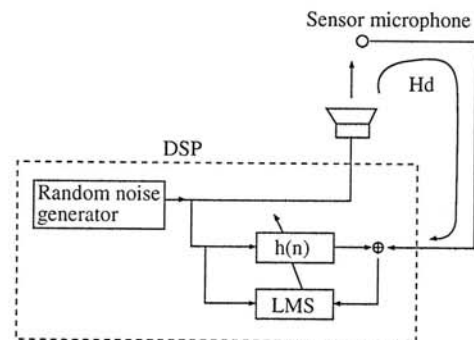 Sensor microphone
Hd
DSP
Random noise
generator
h(n)
LMS